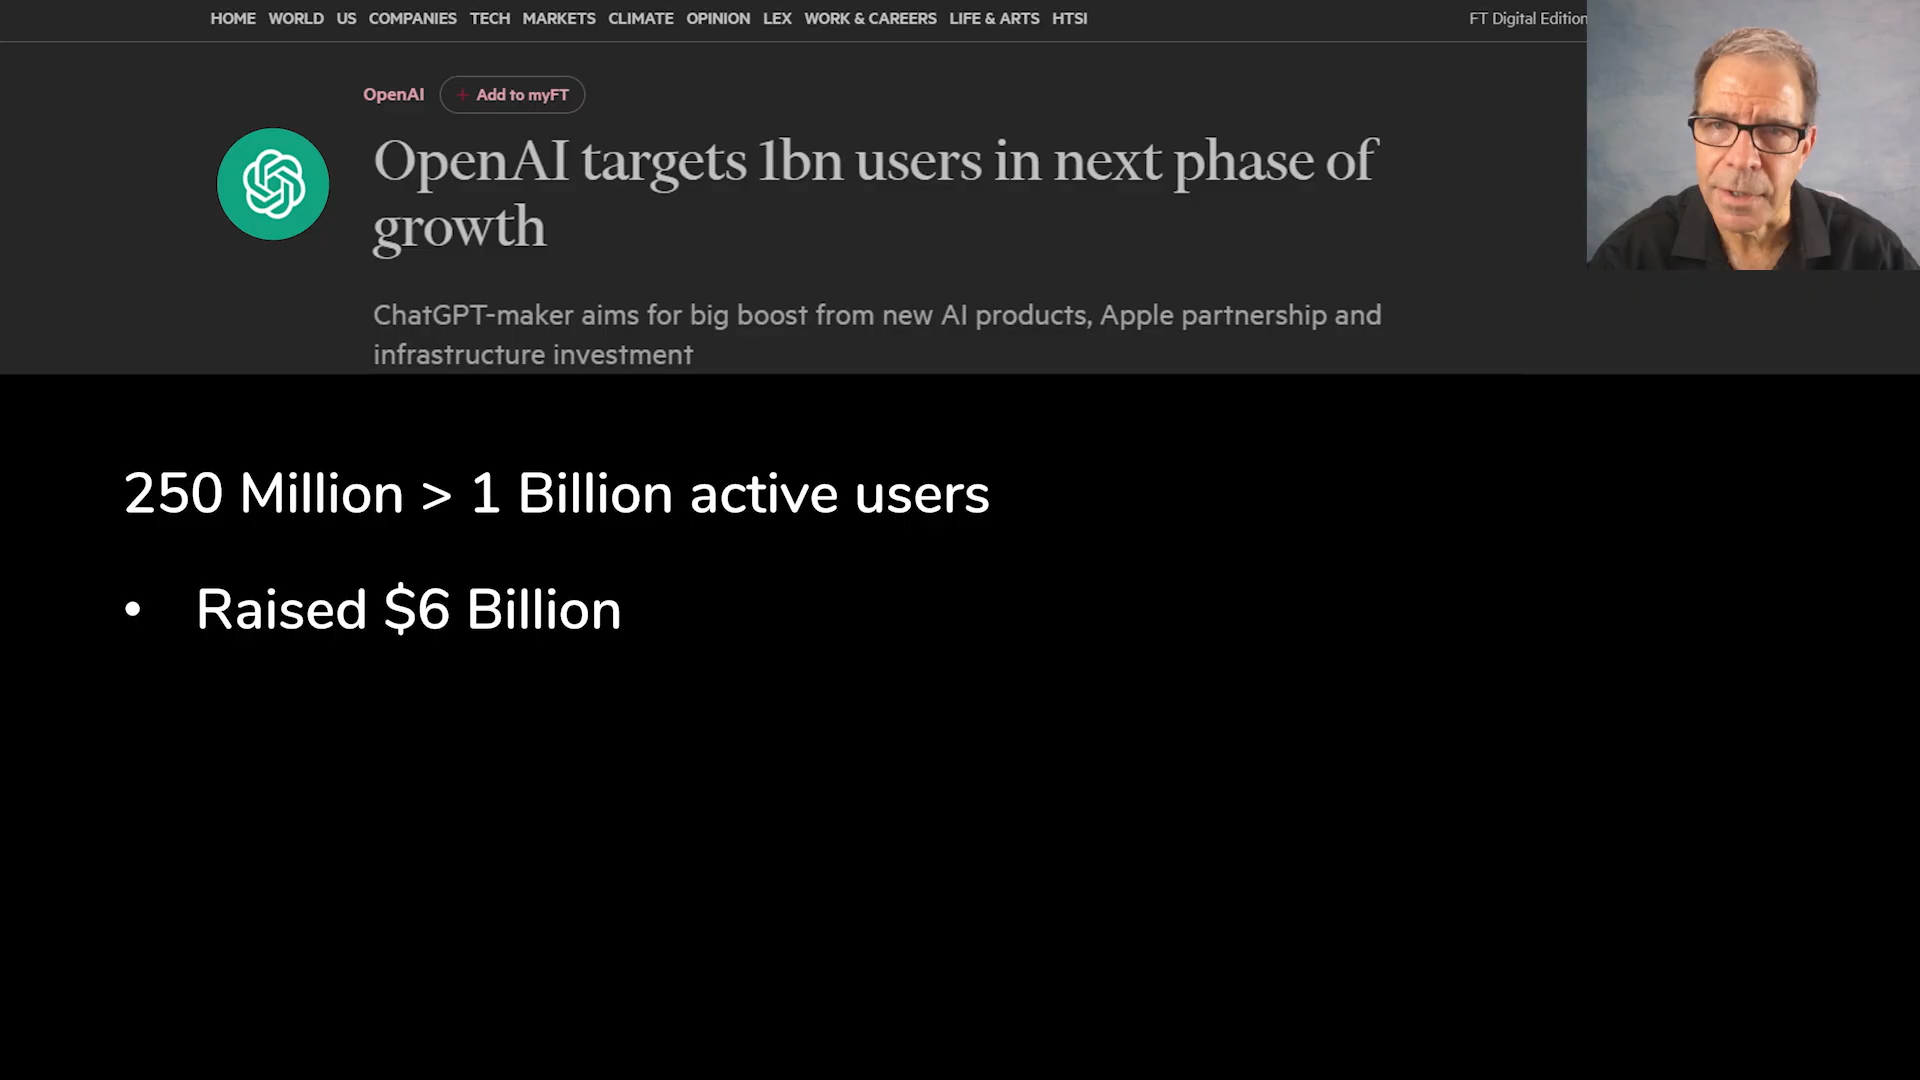 HOME WORLD US COMPANIES TECH MARKETS CLIMATE OPINION LEX WORK & CAREERS LIFE & ARTS HTSI
FT Digital Edition
OpenAI + Add to myFT
OpenAI targets 1bn users in next phase of
growth
ChatGPT-maker aims for big boost from new AI products, Apple partnership and
infrastructure investment
250 Million > 1 Billion active users
• Raised $6 Billion